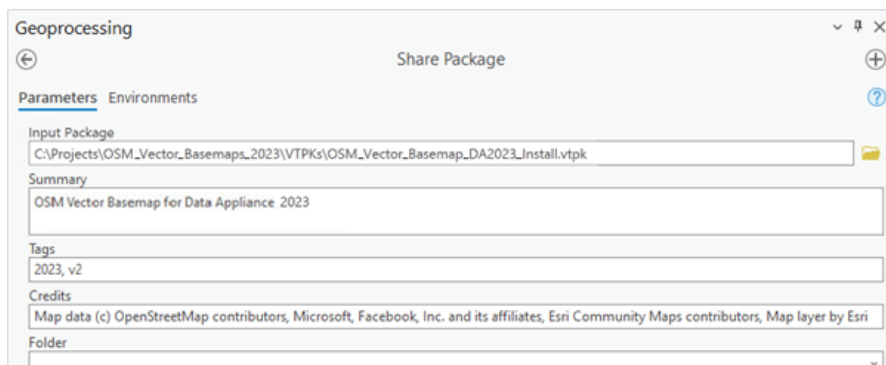 Geoprocessing
Share Package
Parameters Environments
Input Package
C:\Projects\OSM_Vector_Basemaps_2023\VTPKs\OSM_Vector_Basemap_DA2023_Install.vtpk
Summary
OSM Vector Basemap for Data Appliance 2023
Tags
2023, v2
Credits
Map data (c) OpenStreetMap contributors, Microsoft, Facebook, Inc. and its affiliates, Esri Community Maps contributors, Map layer by Esri
Folder